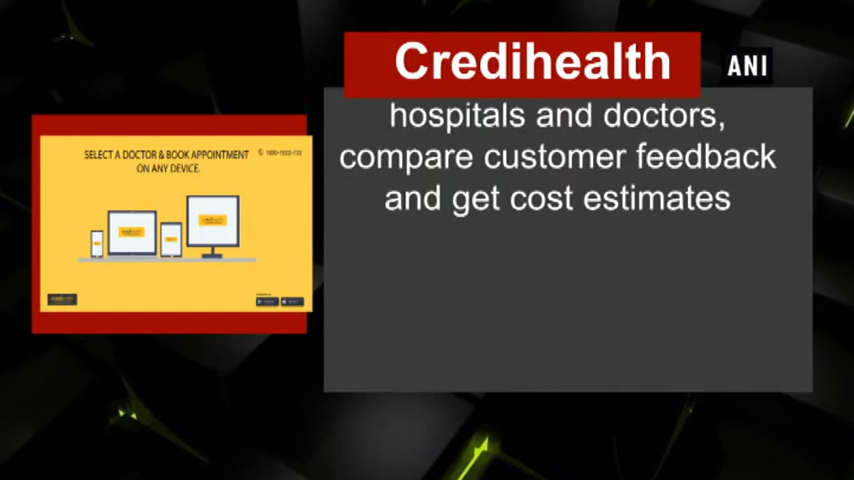 Credihealth
ANI
hospitals and doctors,
compare customer feedback
and get cost estimates
SELECT A DOCTOR & BOOK APPOINTMENT
ON ANY DEVICE.